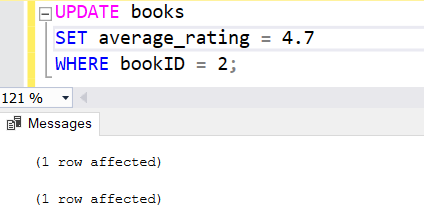 UPDATE books
SET average_rating = 4.7
WHERE bookID = 2;
121 %
Messages
(1 row affected)
(1 row affected)